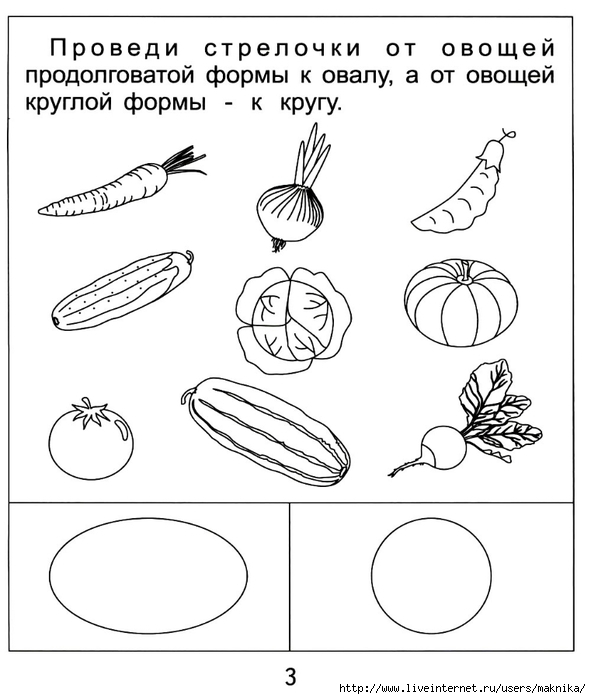 Проведи стрелочки от овощей
продолговатой формы к овалу, а от овощей
круглой формы - к кругу.
3
http://www.liveinternet.ru/users/maknika/